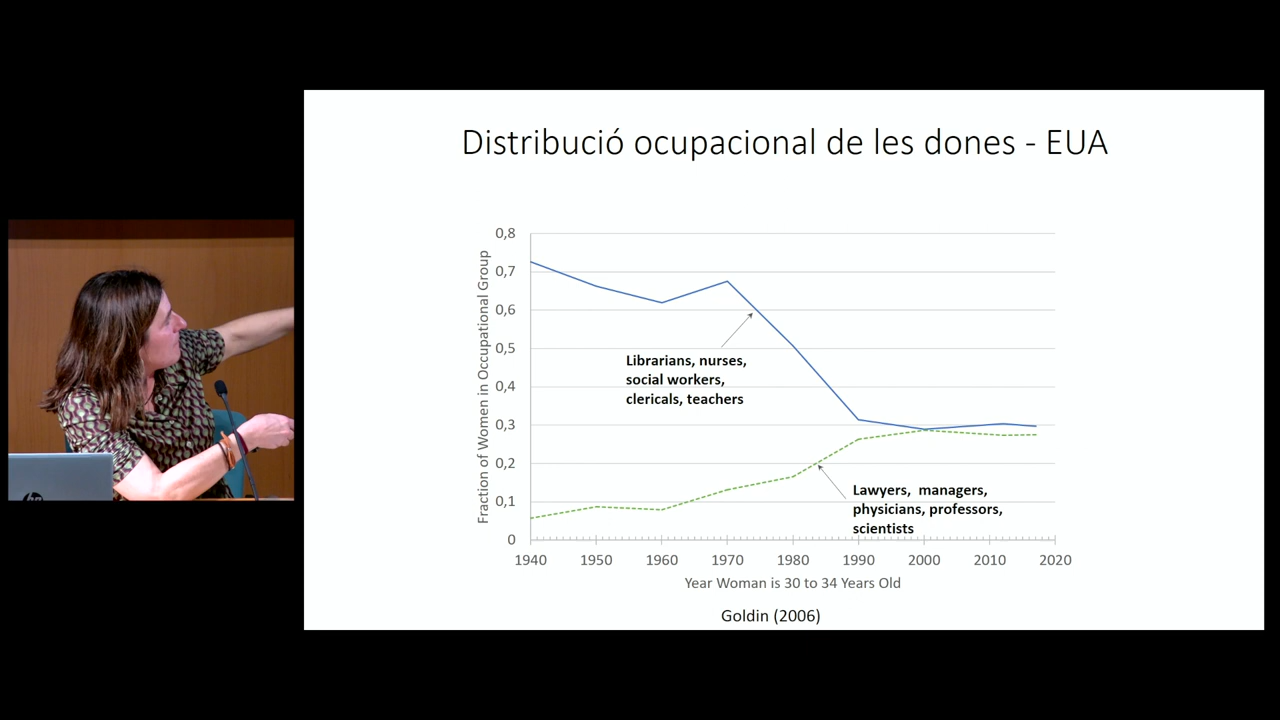 Distribució ocupacional de les dones - EUA
Fraction of Women in Occupational Group
0,8
0,7
0,6
0,5
0,4
0,3
0,2
0,1
0
Librarians, nurses,
social workers,
clericals, teachers
Lawyers, managers,
physicians, professors,
scientists
1940 1950 1960 1970 1980 1990 2000 2010 2020
Year Woman is 30 to 34 Years Old
Goldin (2006)
hp